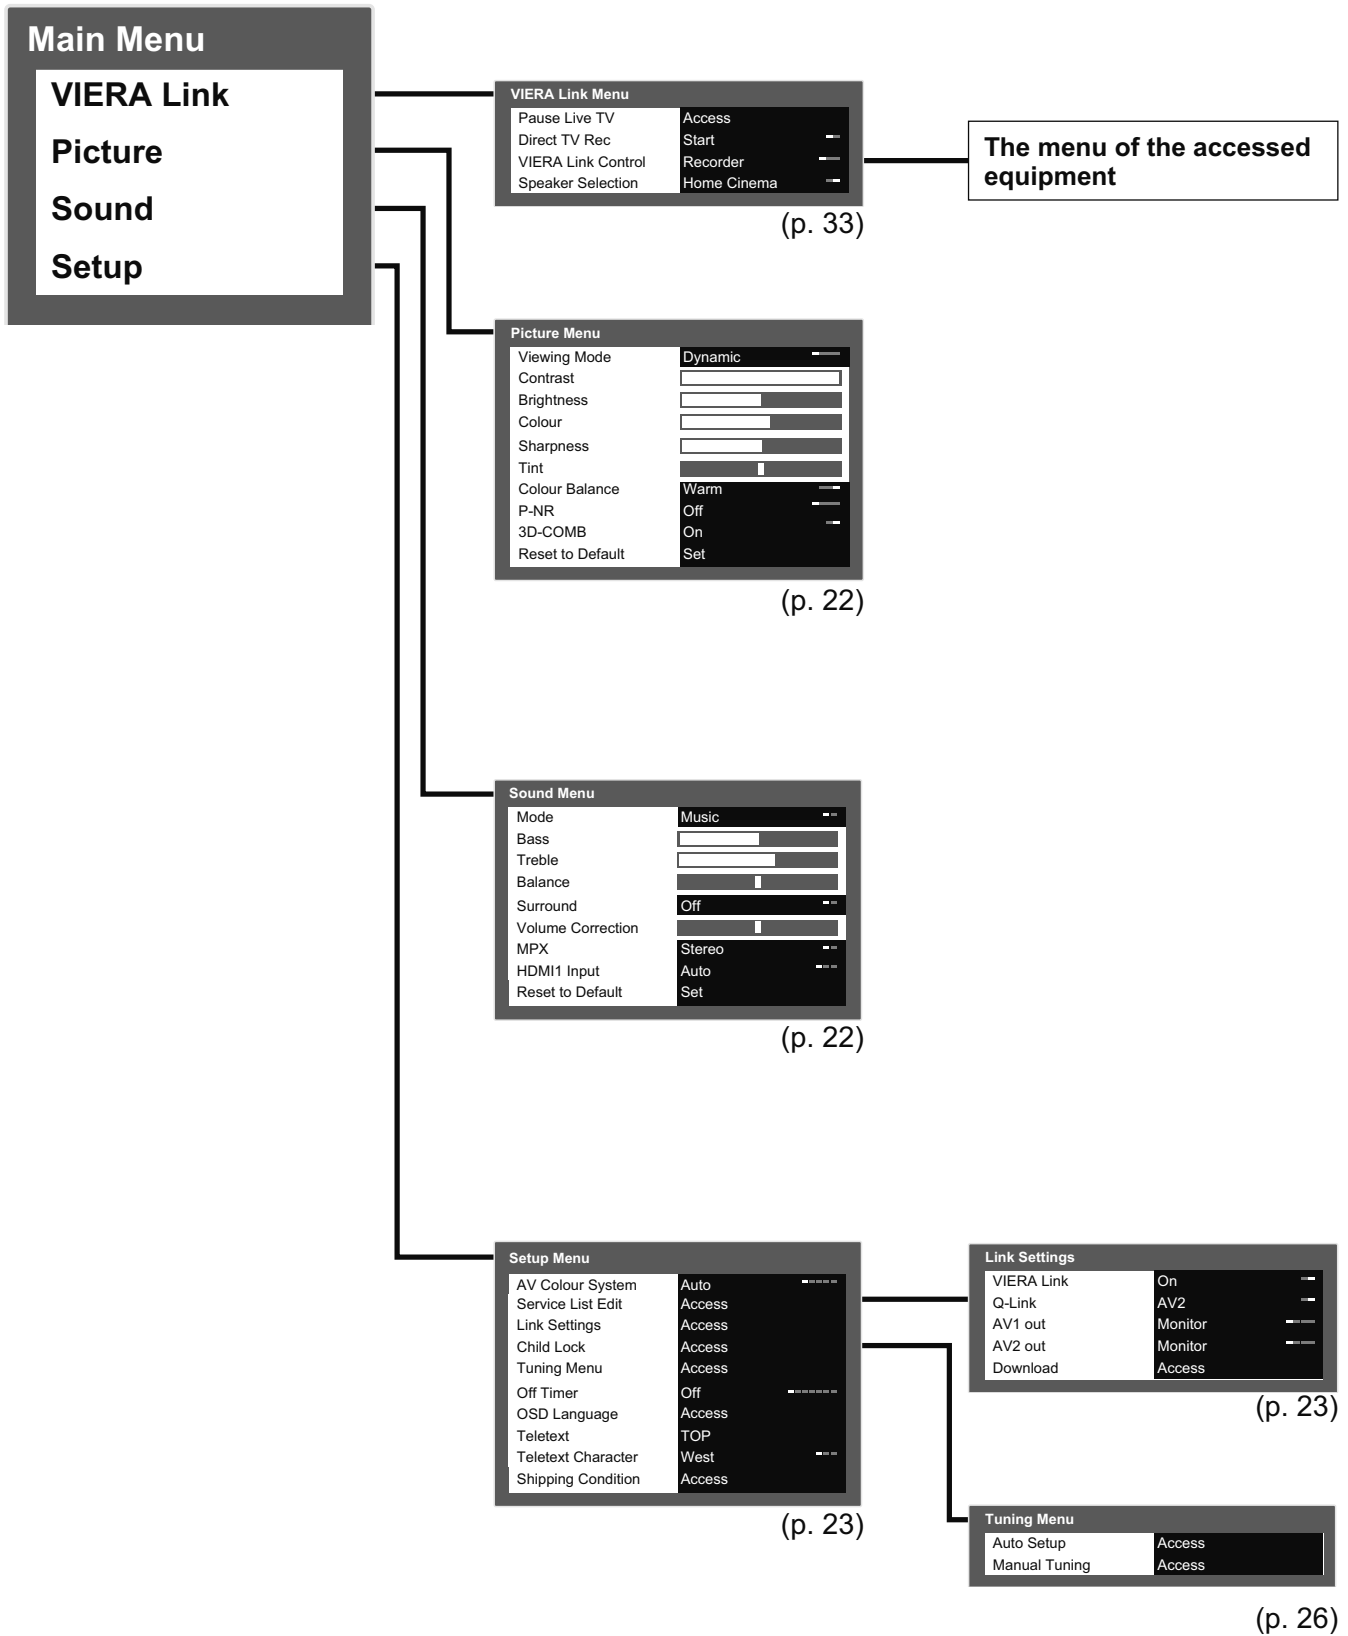 Main Menu
VIERA Link
Picture
Sound
Setup
VIERA Link Menu
Pause Live TV Access
Direct TV Rec Start
VIERA Link Control Recorder
Speaker Selection Home Cinema
(p. 33)
The menu of the accessed
equipment
Picture Menu
Viewing Mode Dynamic
Contrast
Brightness
Colour
Sharpness
Tint
Colour Balance Warm
P-NR Off
3D-COMB On
Reset to Default Set
(p. 22)
Sound Menu
Mode Music
Bass
Treble
Balance
Surround Off
Volume Correction
MPX Stereo
HDMI1 Input Auto
Reset to Default Set
(p. 22)
Setup Menu
AV Colour System Auto
Service List Edit Access
Link Settings Access
Child Lock Access
Tuning Menu Access
Off Timer Off
OSD Language Access
Teletext TOP
Teletext Character West
Shipping Condition Access
(p. 23)
Link Settings
VIERA Link On
Q-Link AV2
AV1 out Monitor
AV2 out Monitor
Download Access
(p. 23)
Tuning Menu
Auto Setup Access
Manual Tuning Access
(p. 26)